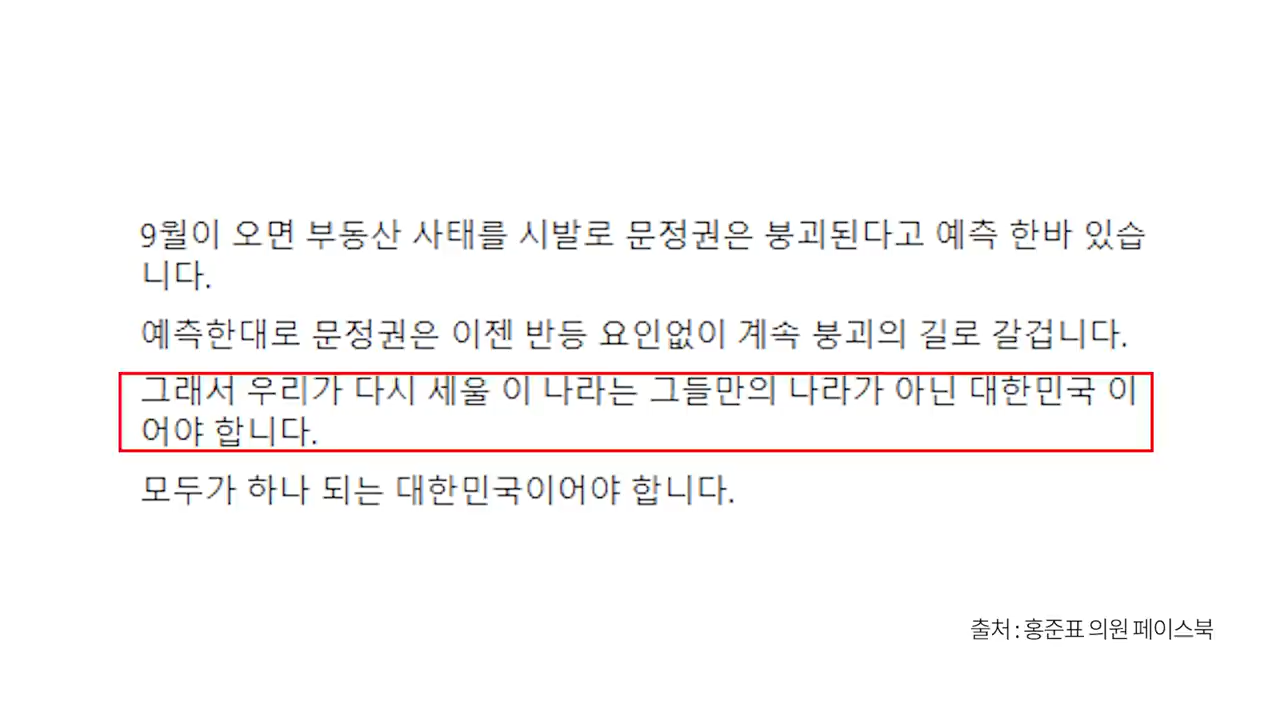 9월이 오면 부동산 사태를 시발로 문정권은 붕괴된다고 예측 한바 있습
니다.
예측한대로 문정권은 이젠 반등 요인없이 계속 붕괴의 길로 갈겁니다.
그래서 우리가 다시 세울 이 나라는 그들만의 나라가 아닌 대한민국 이
어야 합니다.
모두가 하나 되는 대한민국이어야 합니다.
출처 : 홍준표 의원 페이스북